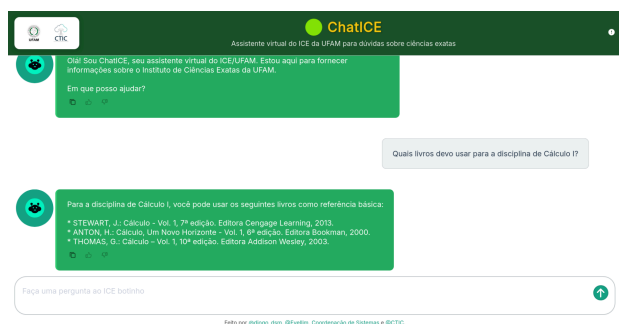 UFAM
CTIC
ChatICE
Assistente virtual do ICE da UFAM para dúvidas sobre ciências exatas
Olá! Sou ChatICE, seu assistente virtual do ICE/UFAM. Estou aqui para fornecer
informações sobre o Instituto de Ciências Exatas da UFAM.
Em que posso ajudar?
Quais livros devo usar para a disciplina de Cálculo I?
Para a disciplina de Cálculo I, você pode usar os seguintes livros como referência básica:
* STEWART, J.: Cálculo - Vol. 1, 7ª edição. Editora Cengage Learning, 2013.
* ANTON, H.: Cálculo, Um Novo Horizonte - Vol. 1, 6ª edição. Editora Bookman, 2000.
* THOMAS, G.: Cálculo – Vol. 1, 10ª edição. Editora Addison Wesley, 2003.
Faça uma pergunta ao ICE botinho